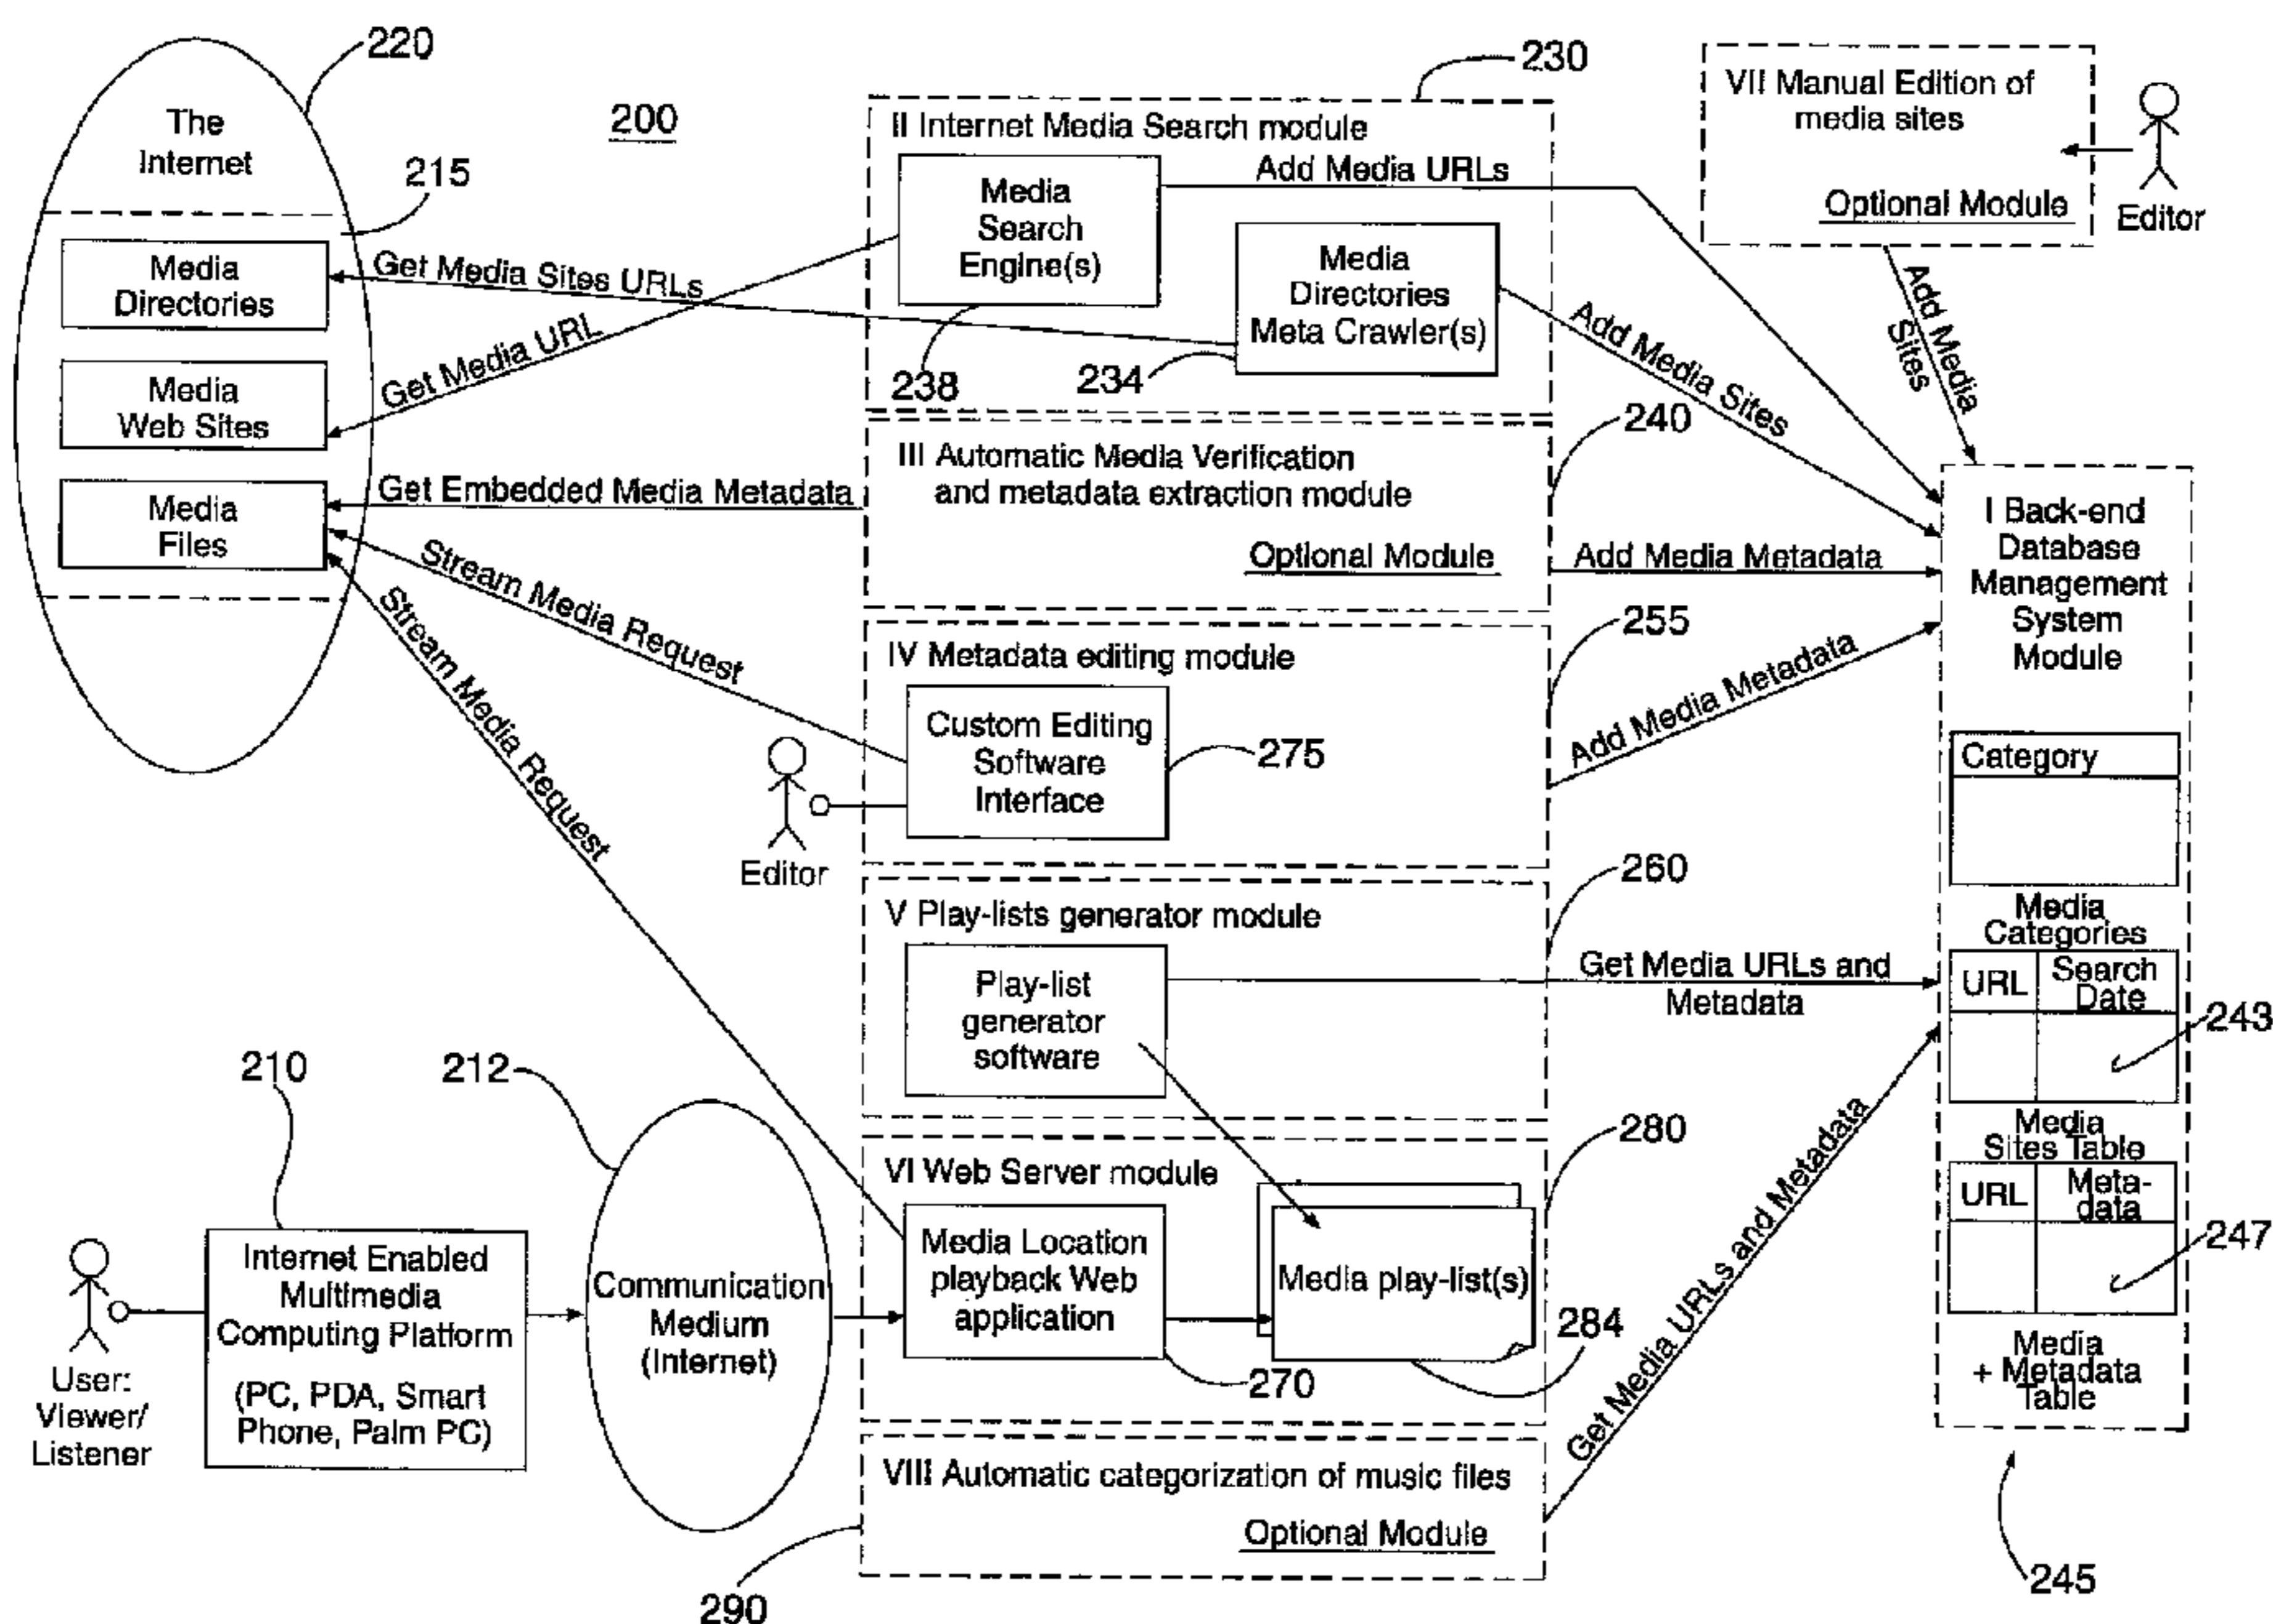 220
The
Internet
215
Media
Directories
Media
Web Sites
Media
Files
200
230
II Internet Media Search module
Media
Search
Engine(s)
Add Media URLs
Media
Directories
Meta Crawler(s)
238
234
Get Media Sites URLs
Get Media URL
Add Media Sites
VII Manual Edition of
media sites
Optional Module
Editor
Add Media
Sites
240
III Automatic Media Verification
and metadata extraction module
Optional Module
Get Embedded Media Metadata
Add Media Metadata
Stream Media Request
Stream Media Request
255
IV Metadata editing module
Custom Editing
Software
Interface
275
Editor
Add Media Metadata
260
V Play-lists generator module
Play-list
generator
software
Get Media URLs and
Metadata
280
VI Web Server module
Media Location
playback Web
application
270
Media play-list(s)
284
Get Media URLs and Metadata
VIII Automatic categorization of music files
Optional Module
290
210
Internet Enabled
Multimedia
Computing Platform
(PC, PDA, Smart
Phone, Palm PC)
User:
Viewer/
Listener
212
Communication
Medium
(Internet)
I Back-end
Database
Management
System
Module
Category
Media
Categories
URL
Search
Date
243
Media
Sites Table
URL
Meta-
data
247
Media
+ Metadata
Table
245